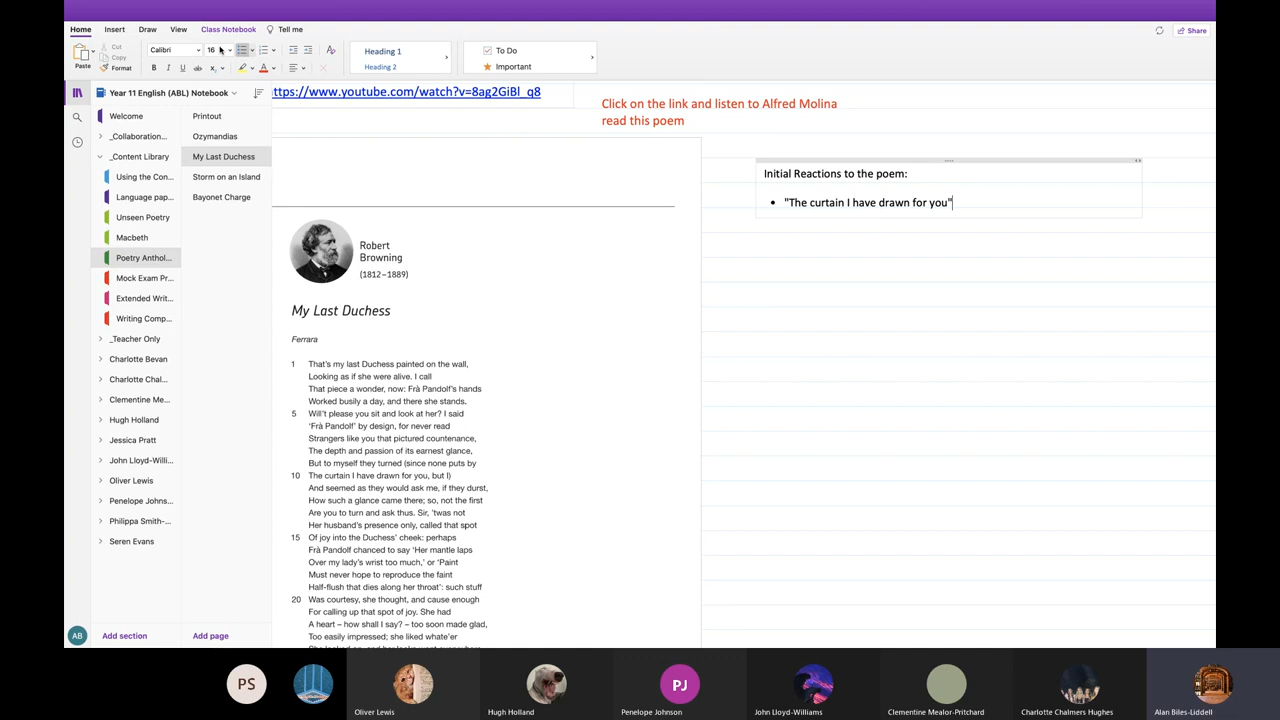 Home Insert Draw View Class Notebook Tell me
Share
Paste
Cut
Copy
Format
Calibri 16
Heading 1
Heading 2
To Do
Important
Year 11 English (ABL) Notebook
Welcome
_Collaboration...
_Content Library
Using the Con...
Language pap...
Unseen Poetry
Macbeth
Poetry Anthol...
Mock Exam Pr...
Extended Writ...
Writing Comp...
_Teacher Only
Charlotte Bevan
Charlotte Chal...
Clementine Me...
Hugh Holland
Jessica Pratt
John Lloyd-Willi...
Oliver Lewis
Penelope Johns...
Philippa Smith-...
Seren Evans
AB
Add section
Printout
Ozymandias
My Last Duchess
Storm on an Island
Bayonet Charge
Add page
ttps://www.youtube.com/watch?v=8ag2GiBl_q8
Click on the link and listen to Alfred Molina
read this poem
Initial Reactions to the poem:
• "The curtain I have drawn for you"
Robert
Browning
(1812–1889)
My Last Duchess
Ferrara
1 That's my last Duchess painted on the wall,
Looking as if she were alive. I call
That piece a wonder, now: Frà Pandolf's hands
Worked busily a day, and there she stands.
5 Will't please you sit and look at her? I said
'Frà Pandolf' by design, for never read
Strangers like you that pictured countenance,
The depth and passion of its earnest glance,
But to myself they turned (since none puts by
10 The curtain I have drawn for you, but I)
And seemed as they would ask me, if they durst,
How such a glance came there; so, not the first
Are you to turn and ask thus. Sir, 'twas not
Her husband's presence only, called that spot
15 Of joy into the Duchess' cheek: perhaps
Frà Pandolf chanced to say 'Her mantle laps
Over my lady's wrist too much,' or 'Paint
Must never hope to reproduce the faint
Half-flush that dies along her throat': such stuff
20 Was courtesy, she thought, and cause enough
For calling up that spot of joy. She had
A heart – how shall I say? – too soon made glad,
Too easily impressed; she liked whate'er
PS
PJ
Oliver Lewis
Hugh Holland
Penelope Johnson
John Lloyd-Williams
Clementine Mealor-Pritchard
Charlotte Chalmers Hughes
Alan Biles-Liddell